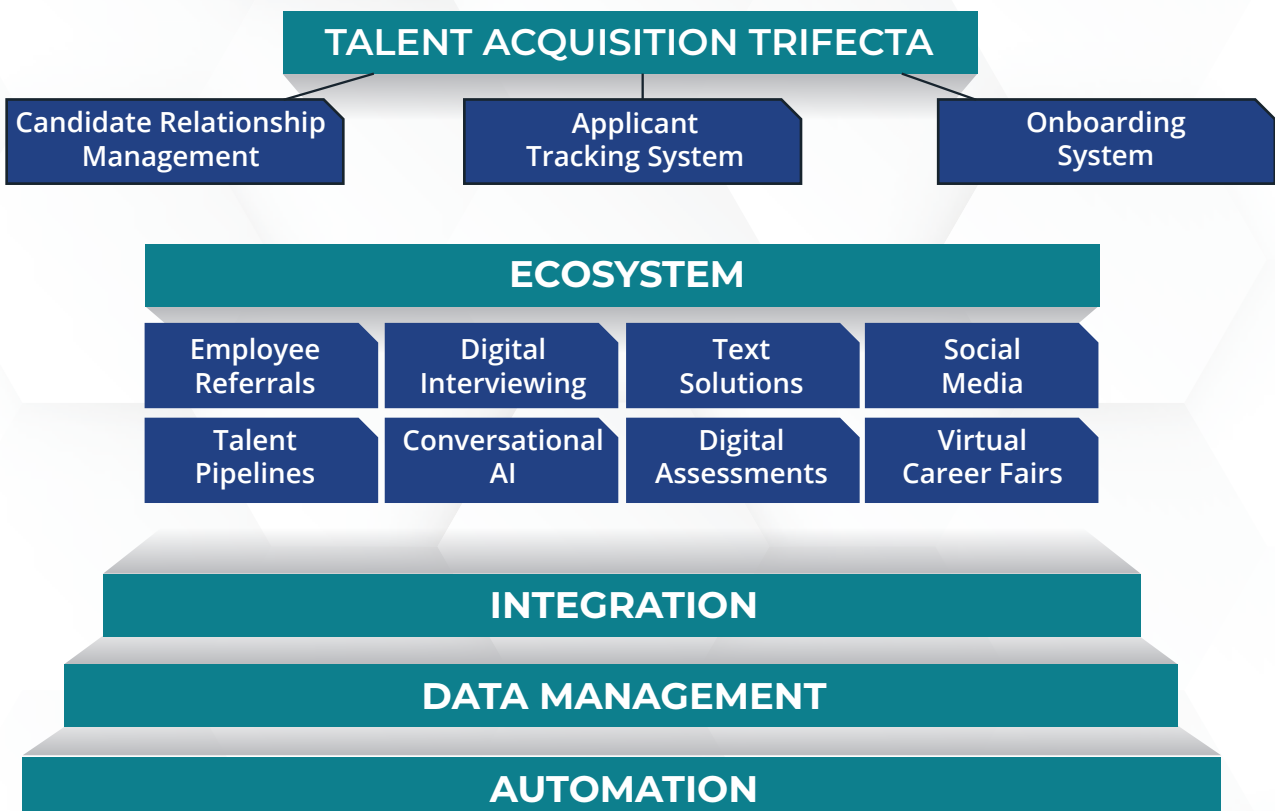 TALENT ACQUISITION TRIFECTA
Candidate Relationship
Management
Applicant
Tracking System
Onboarding
System
ECOSYSTEM
Employee
Referrals
Digital
Interviewing
Text
Solutions
Social
Media
Talent
Pipelines
Conversational
AI
Digital
Assessments
Virtual
Career Fairs
INTEGRATION
DATA MANAGEMENT
AUTOMATION